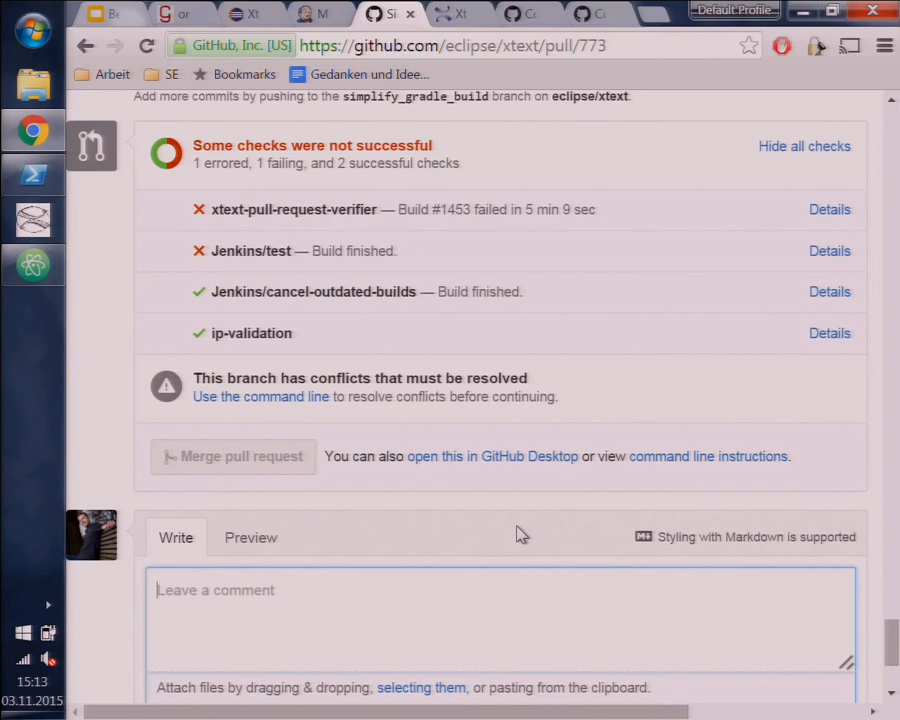 Be
or
Xt
M
Si
Xt
Co
Co
Default Profile
GitHub, Inc. [US]
https://github.com/eclipse/xtext/pull/773
Arbeit
SE
Bookmarks
Gedanken und Idee...
Add more commits by pushing to the simplify_gradle_build branch on eclipse/xtext.
Some checks were not successful
1 errored, 1 failing, and 2 successful checks
Hide all checks
xtext-pull-request-verifier — Build #1453 failed in 5 min 9 sec
Details
Jenkins/test — Build finished.
Details
Jenkins/cancel-outdated-builds — Build finished.
Details
ip-validation
Details
This branch has conflicts that must be resolved
Use the command line to resolve conflicts before continuing.
Merge pull request
You can also open this in GitHub Desktop or view command line instructions.
Write
Preview
Styling with Markdown is supported
Leave a comment
Attach files by dragging & dropping, selecting them, or pasting from the clipboard.
15:13
03.11.2015